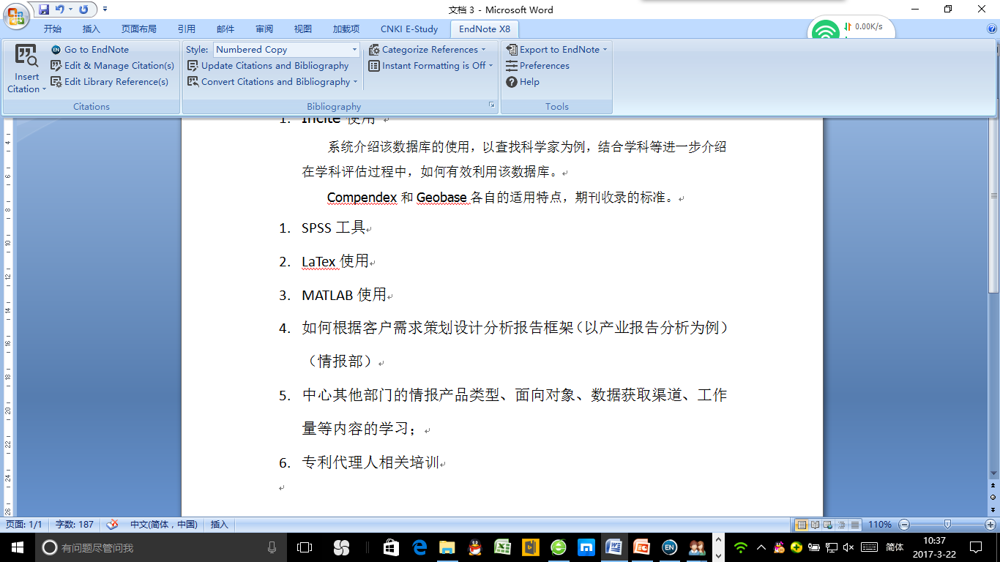 文档 3 - Microsoft Word
开始 插入 页面布局 引用 邮件 审阅 视图 加载项 CNKI E-Study EndNote X8
0.00K/s
Insert Citation
Go to EndNote
Edit & Manage Citation(s)
Edit Library Reference(s)
Citations
Style: Numbered Copy
Update Citations and Bibliography
Convert Citations and Bibliography
Categorize References
Instant Formatting is Off
Bibliography
Export to EndNote
Preferences
Help
Tools
1. Incite 使用
系统介绍该数据库的使用，以查找科学家为例，结合学科等进一步介绍
在学科评估过程中，如何有效利用该数据库。
Compendex 和 Geobase 各自的适用特点，期刊收录的标准。
1. SPSS 工具
2. LaTex 使用
3. MATLAB 使用
4. 如何根据客户需求策划设计分析报告框架（以产业报告分析为例）
（情报部）
5. 中心其他部门的情报产品类型、面向对象、数据获取渠道、工作
量等内容的学习；
6. 专利代理人相关培训
4
6
8
10
12
14
16
18
20
22
24
26
页面: 1/1 字数: 187 中文(简体，中国) 插入 110%
有问题尽管问我
EN
简体
10:37
2017-3-22